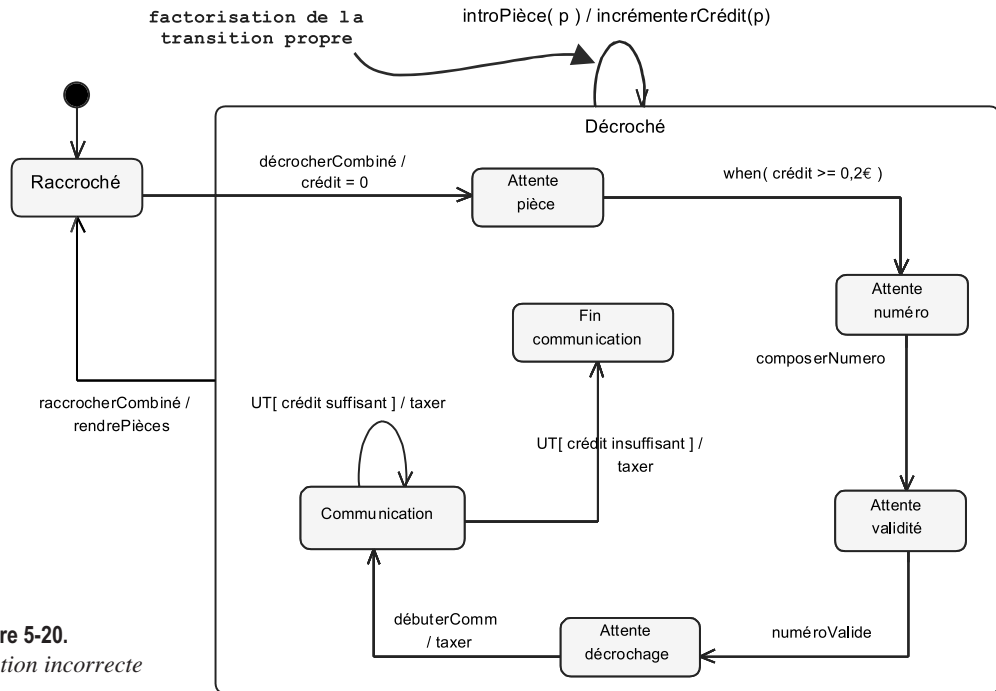 factorisation de la
transition propre
introPièce( p ) / incrémenterCrédit(p)
Décroché
Raccroché
décrocherCombiné /
crédit = 0
Attente
pièce
when( crédit >= 0,2€ )
Attente
numéro
Fin
communication
composerNumero
raccrocherCombiné /
rendrePièces
UT[ crédit suffisant ] / taxer
UT[ crédit insuffisant ] /
taxer
Communication
Attente
validité
débuterComm
/ taxer
Attente
décrochage
numéroValide
re 5-20.
tion incorrecte